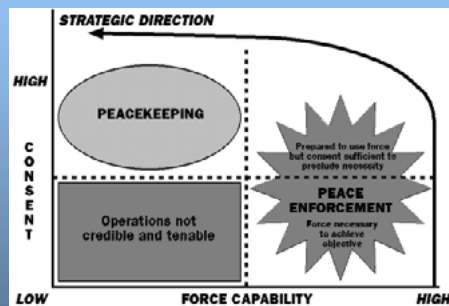 STRATEGIC DIRECTION
HIGH
PEACEKEEPING
Prepared to use force
but consent sufficient to
preclude necessity
CONSENT
PEACE
ENFORCEMENT
Operations not
credible and tenable
Force necessary
to achieve
objective
LOW
FORCE CAPABILITY
HIGH